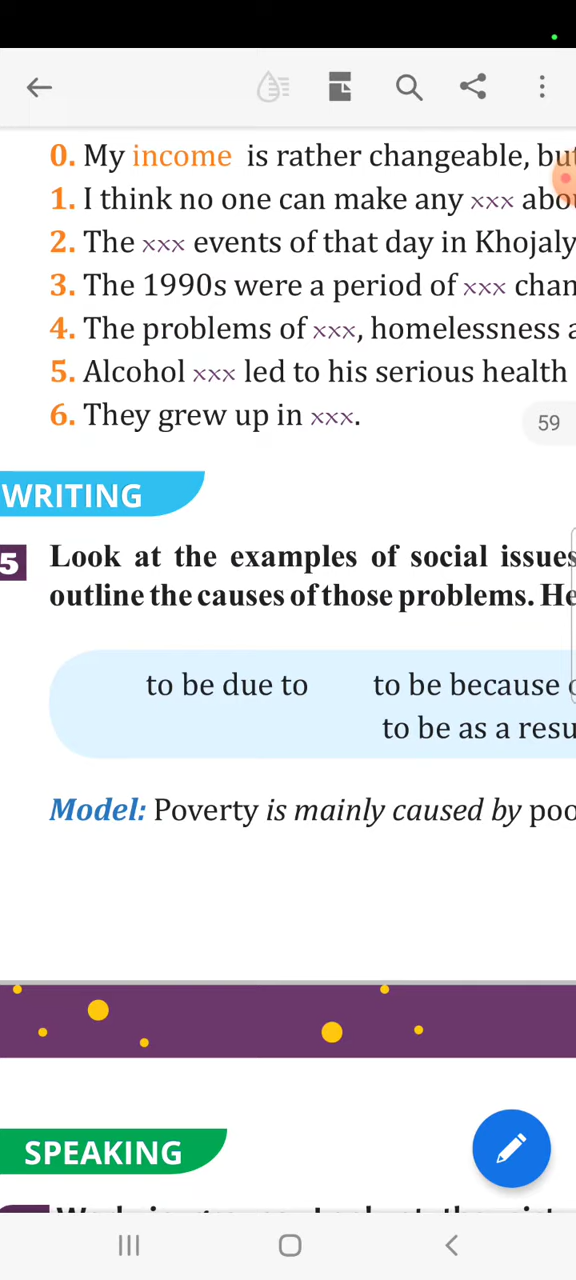 0. My income is rather changeable, but
1. I think no one can make any xxx abou
2. The xxx events of that day in Khojaly
3. The 1990s were a period of xxx chan
4. The problems of xxx, homelessness a
5. Alcohol xxx led to his serious health
6. They grew up in xxx.
59
WRITING
5 Look at the examples of social issues
outline the causes of those problems. He
to be due to to be because o
to be as a resu
Model: Poverty is mainly caused by poo
SPEAKING